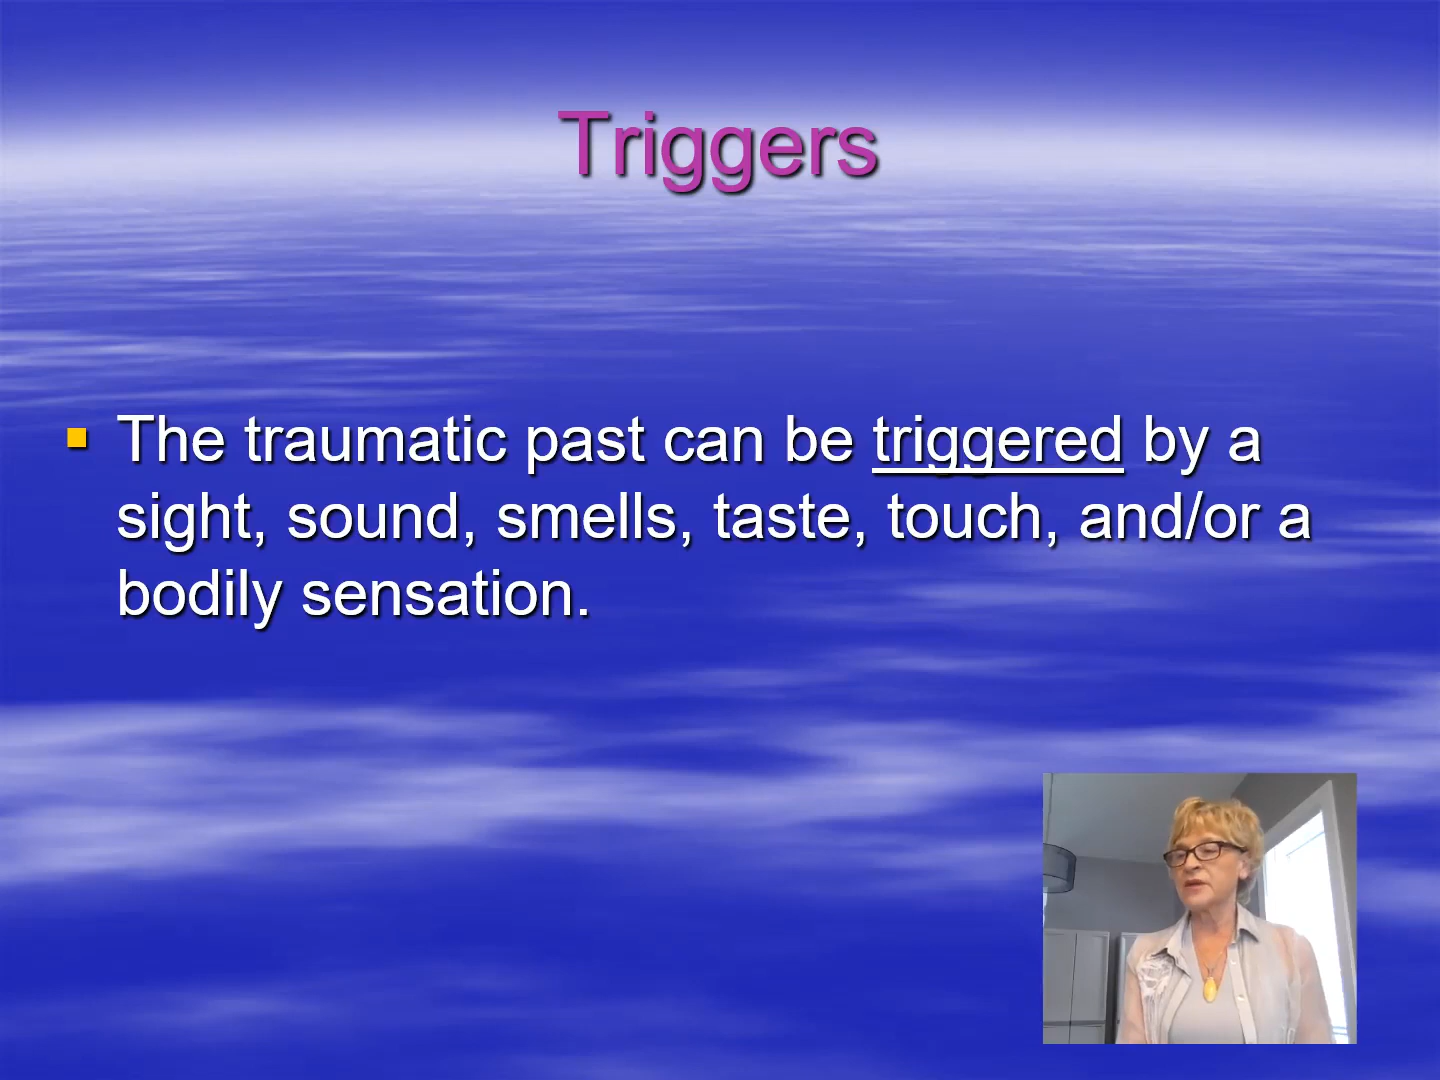 Triggers
The traumatic past can be triggered by a
sight, sound, smells, taste, touch, and/or a
bodily sensation.